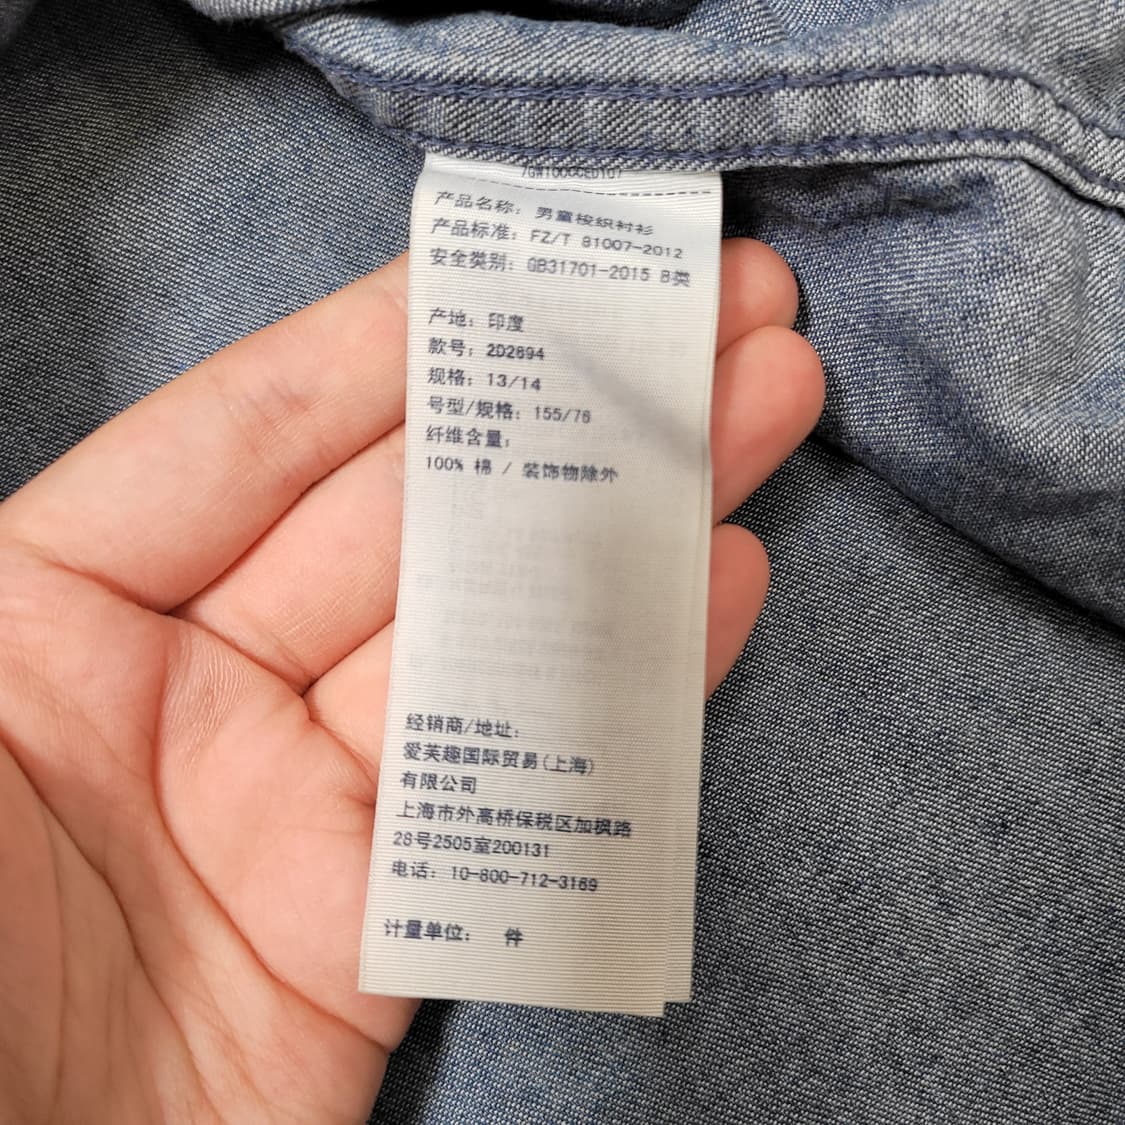 产品名称: 男童梭织衬衫
产品标准: FZ/T 81007-2012
安全类别: GB31701-2015 B类
产地: 印度
款号: 2D2894
规格: 13/14
号型/规格: 155/76
纤维含量:
100% 棉 / 装饰物除外
经销商/地址:
爱芙趣国际贸易(上海)
有限公司
上海市外高桥保税区加枫路
28号2505室200131
电话: 10-800-712-3169
计量单位: 件